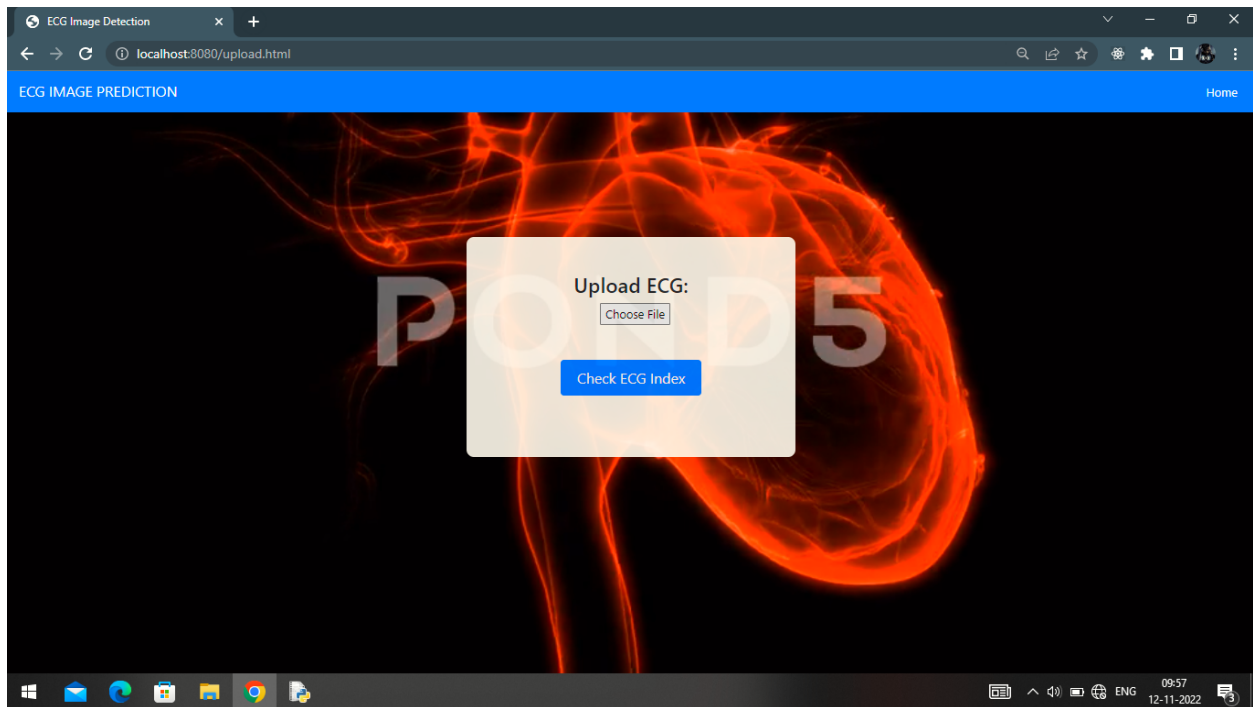 ECG Image Detection
localhost:8080/upload.html
ECG IMAGE PREDICTION
Home
POND5
Upload ECG:
Choose File
Check ECG Index
ENG
09:57
12-11-2022
3